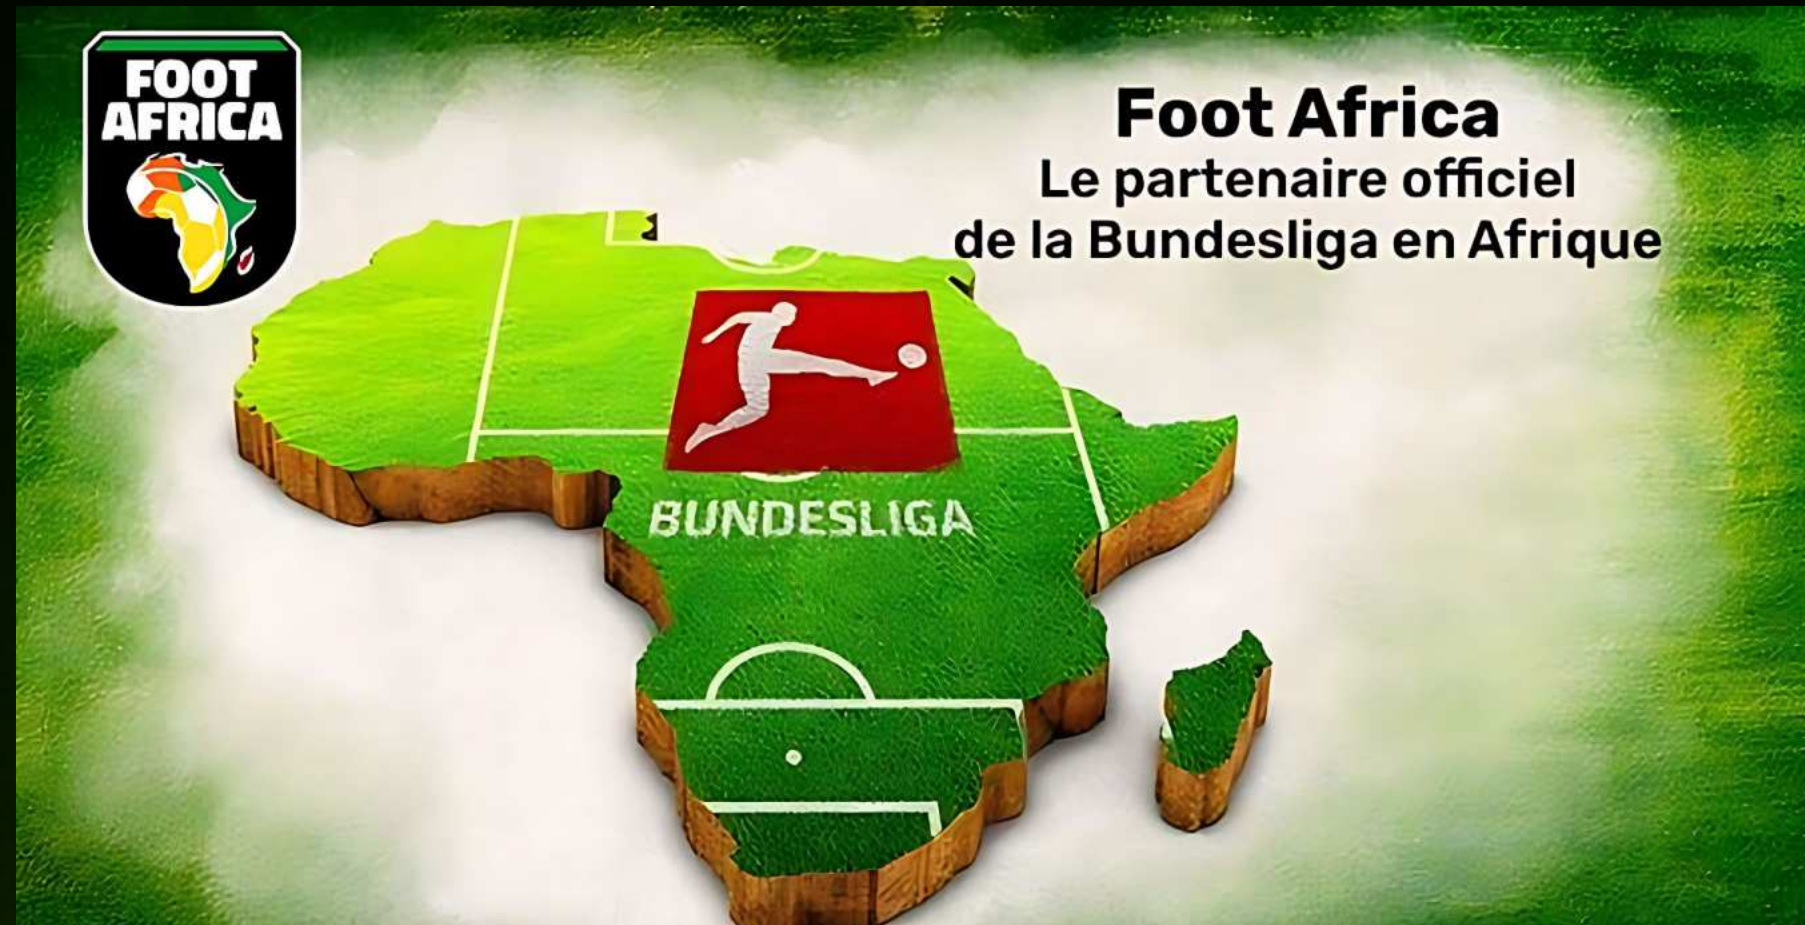 FOOT
AFRICA
Foot Africa
Le partenaire officiel
de la Bundesliga en Afrique
BUNDESLIGA